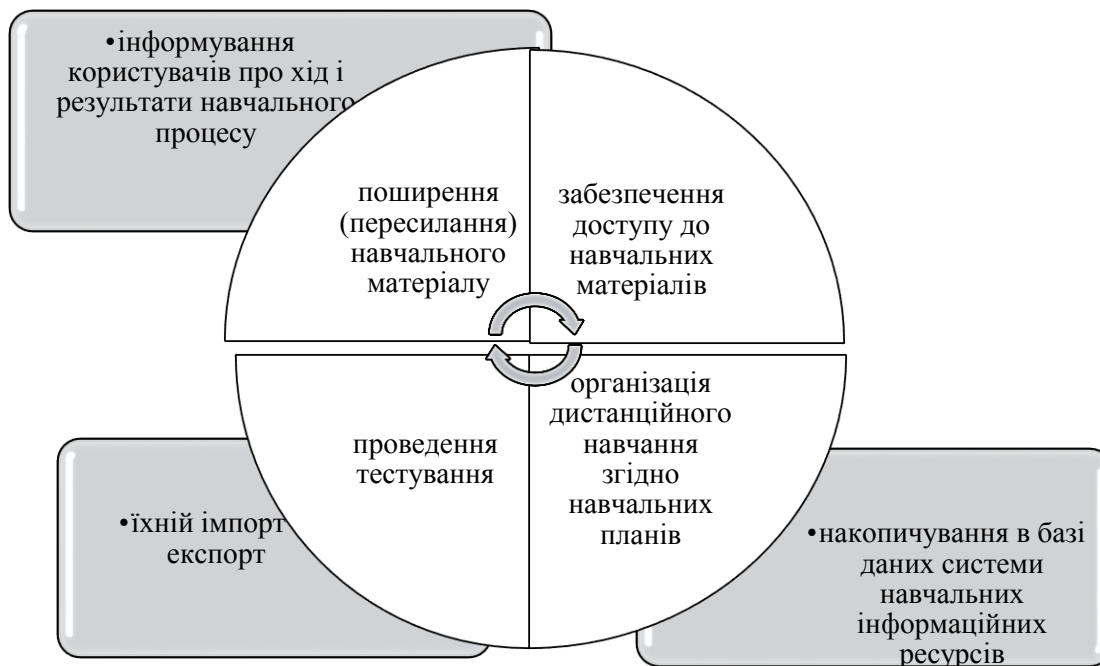 •інформування
користувачів про хід і
результати навчального
процесу
поширення
(пересилання)
навчального
матеріалу
забезпечення
доступу до
навчальних
матеріалів
проведення
тестування
організація
дистанційного
навчання
згідно
навчальних
планів
•їхній імпорт
експорт
•накопичування в базі
даних системи
навчальних
інформаційних
ресурсів